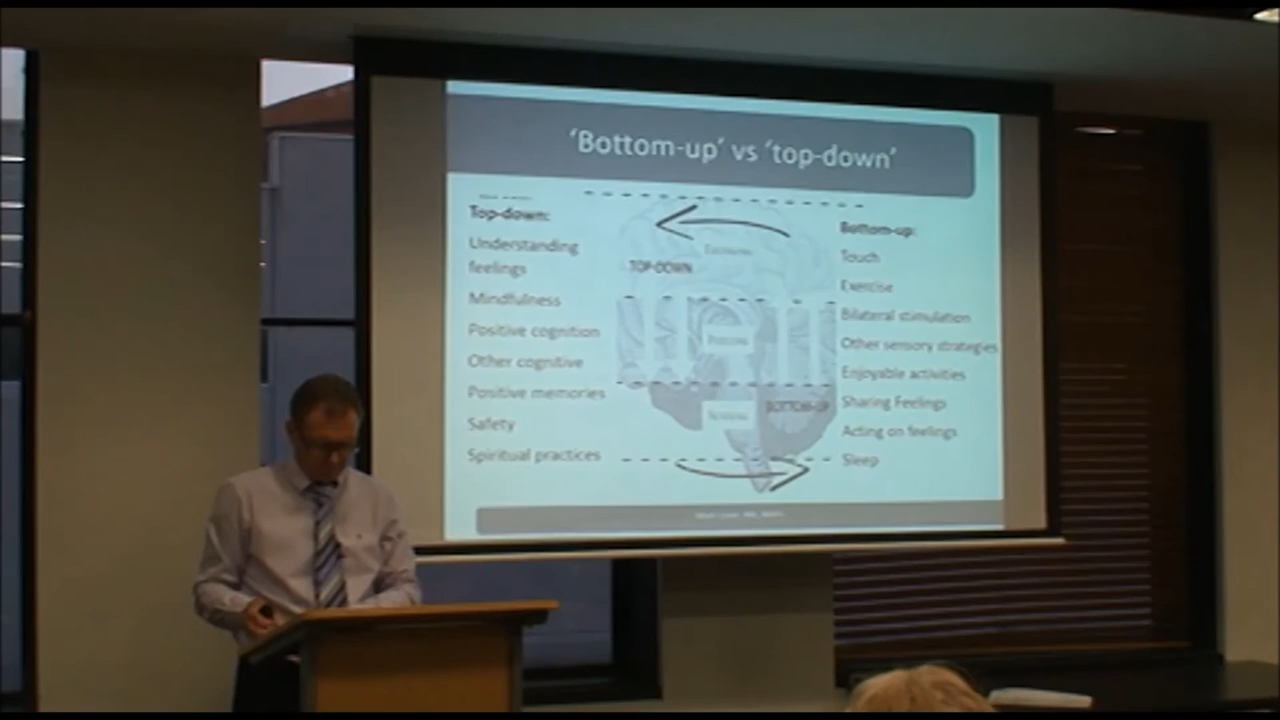 'Bottom-up' vs 'top-down'
Top-down:
Understanding
feelings
Mindfulness
Positive cognition
Other cognitive
Positive memories
Safety
Spiritual practices
TOP-DOWN
BOTTOM-UP
Bottom-up:
Touch
Exercise
Bilateral stimulation
Other sensory strategies
Enjoyable activities
Sharing Feelings
Acting on feelings
Sleep